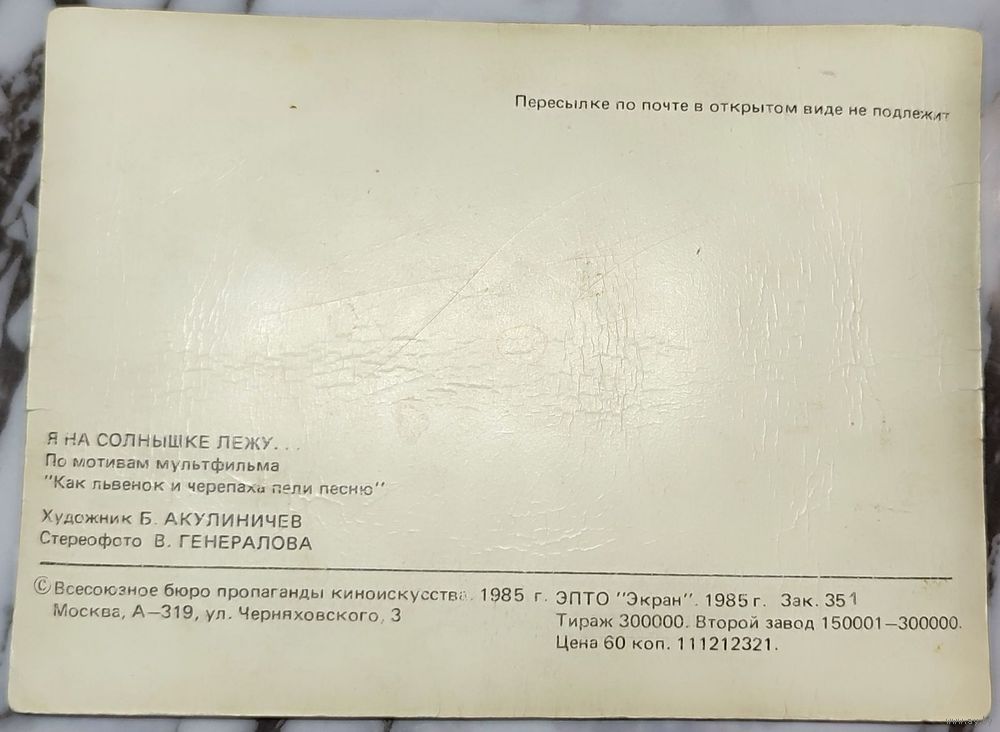 Пересылке по почте в открытом виде не подлежит
Я НА СОЛНЫШКЕ ЛЕЖУ...
По мотивам мультфильма
"Как львенок и черепаха пели песню"
Художник Б. АКУЛИНИЧЕВ
Стереофото В. ГЕНЕРАЛОВА
© Всесоюзное бюро пропаганды киноискусства. 1985 г.
Москва, А—319, ул. Черняховского, 3
ЭПТО "Экран". 1985 г. Зак. 351
Тираж 300000. Второй завод 150001—300000.
Цена 60 коп. 111212321.